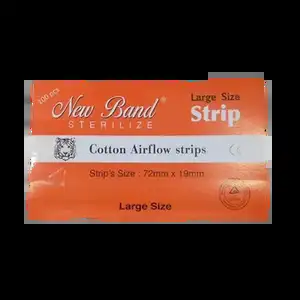 100 pcs
New Band®
STERILIZE
Large Size
Strip
Cotton Airflow strips
CE
Strip's Size : 72mm x 19mm
Large Size